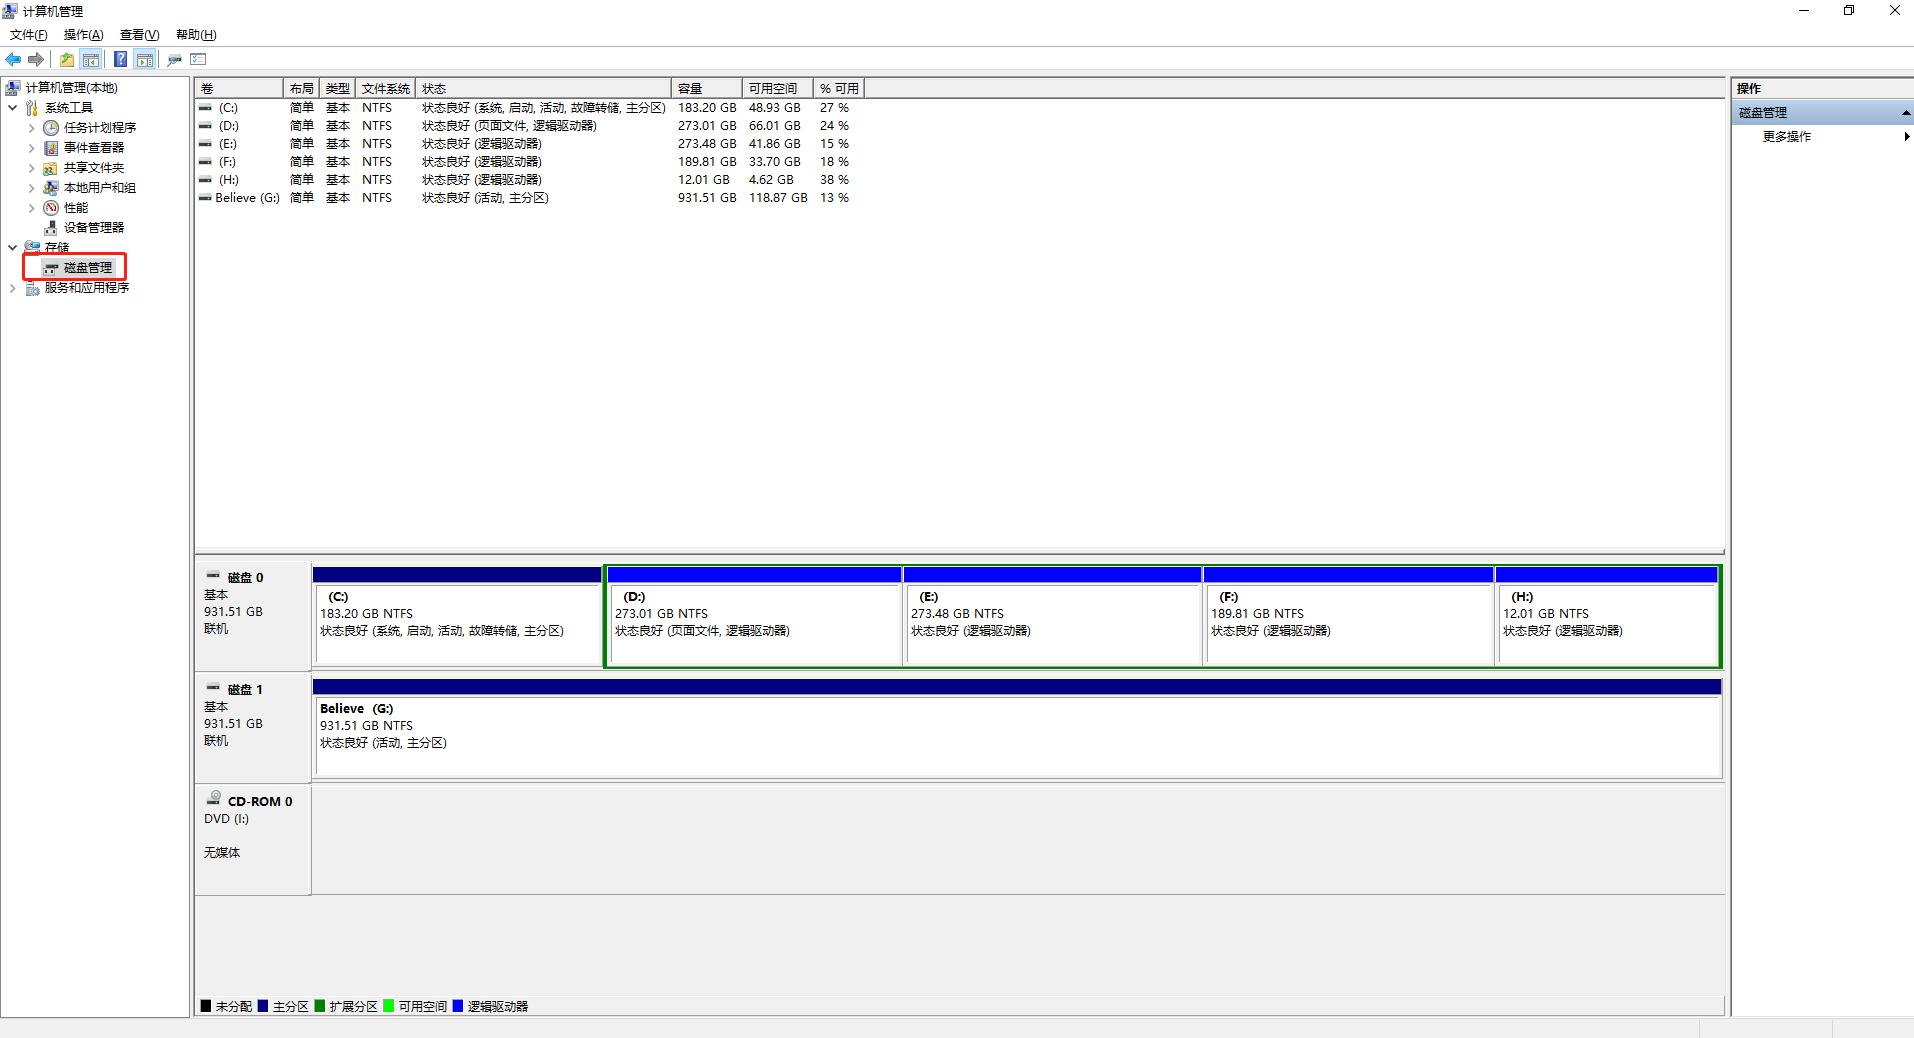 计算机管理
文件(F) 操作(A) 查看(V) 帮助(H)
计算机管理(本地)
系统工具
任务计划程序
事件查看器
共享文件夹
本地用户和组
性能
设备管理器
存储
磁盘管理
服务和应用程序
卷 布局 类型 文件系统 状态 容量 可用空间 % 可用
(C:) 简单 基本 NTFS 状态良好 (系统, 启动, 活动, 故障转储, 主分区) 183.20 GB 48.93 GB 27 %
(D:) 简单 基本 NTFS 状态良好 (页面文件, 逻辑驱动器) 273.01 GB 66.01 GB 24 %
(E:) 简单 基本 NTFS 状态良好 (逻辑驱动器) 273.48 GB 41.86 GB 15 %
(F:) 简单 基本 NTFS 状态良好 (逻辑驱动器) 189.81 GB 33.70 GB 18 %
(H:) 简单 基本 NTFS 状态良好 (逻辑驱动器) 12.01 GB 4.62 GB 38 %
Believe (G:) 简单 基本 NTFS 状态良好 (活动, 主分区) 931.51 GB 118.87 GB 13 %
磁盘 0
基本
931.51 GB
联机
(C:)
183.20 GB NTFS
状态良好 (系统, 启动, 活动, 故障转储, 主分区)
(D:)
273.01 GB NTFS
状态良好 (页面文件, 逻辑驱动器)
(E:)
273.48 GB NTFS
状态良好 (逻辑驱动器)
(F:)
189.81 GB NTFS
状态良好 (逻辑驱动器)
(H:)
12.01 GB NTFS
状态良好 (逻辑驱动器)
磁盘 1
基本
931.51 GB
联机
Believe (G:)
931.51 GB NTFS
状态良好 (活动, 主分区)
CD-ROM 0
DVD (I:)
无媒体
未分配 主分区 扩展分区 可用空间 逻辑驱动器
操作
磁盘管理
更多操作